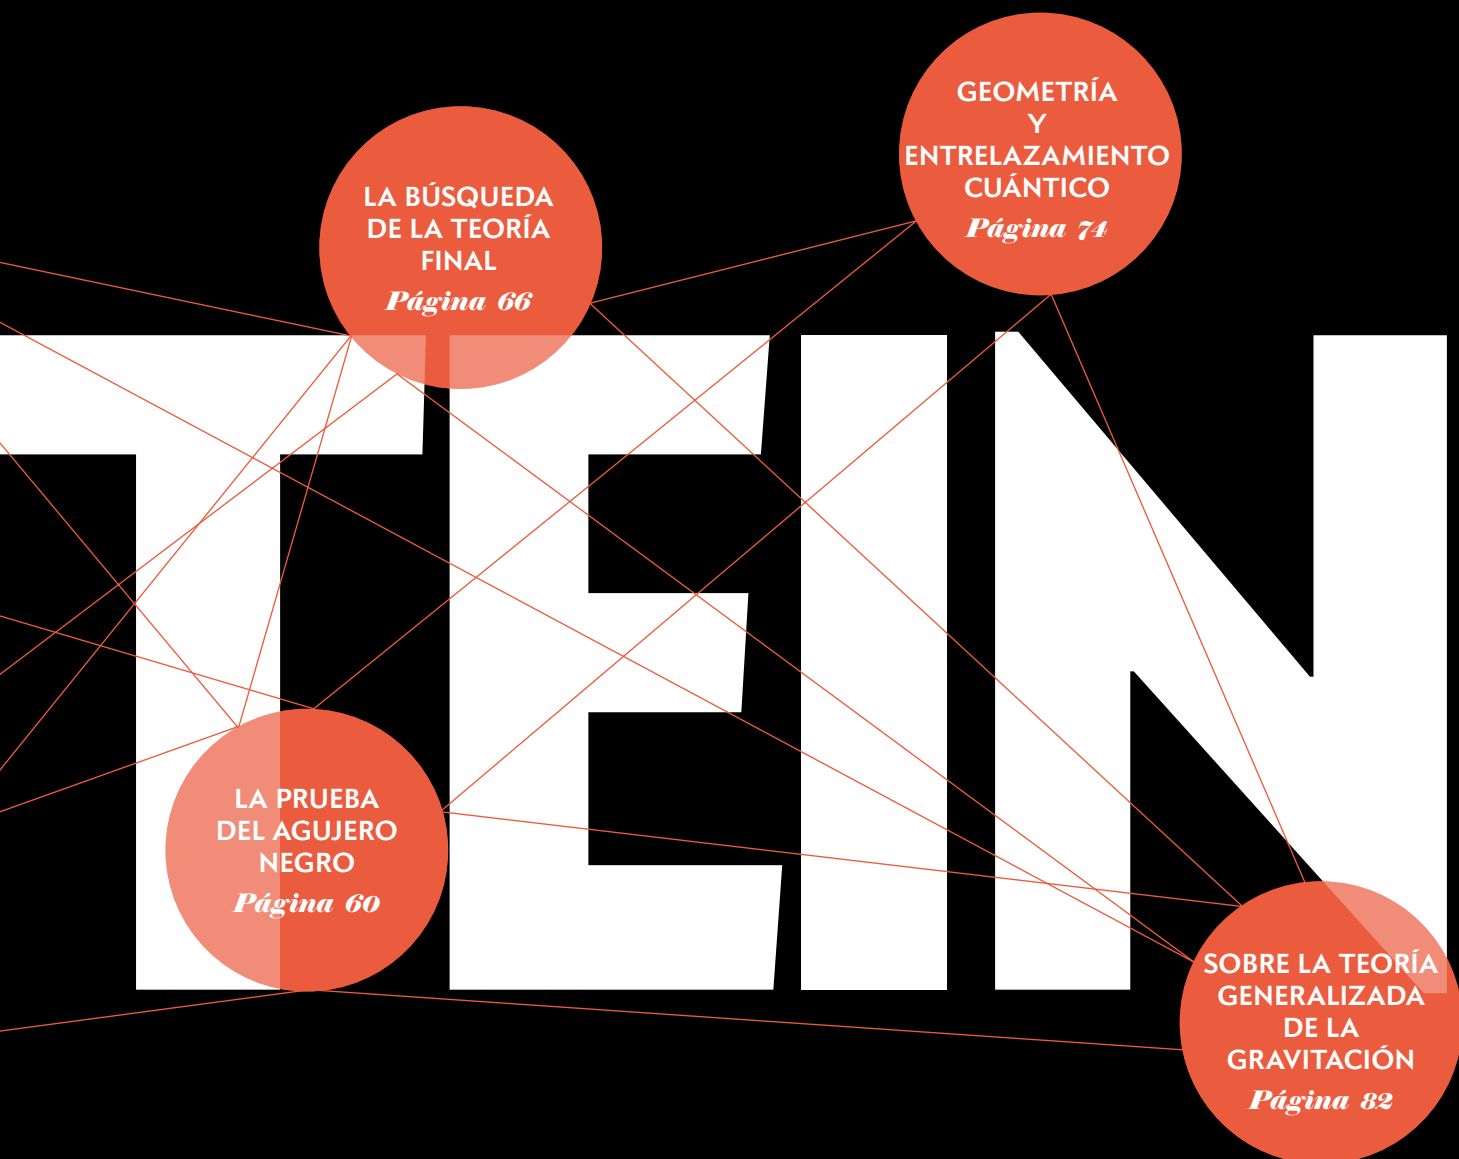 LA BÚSQUEDA
DE LA TEORÍA
FINAL
Página 66
GEOMETRÍA
Y
ENTRELAZAMIENTO
CUÁNTICO
Página 74
TEIN
LA PRUEBA
DEL AGUJERO
NEGRO
Página 60
SOBRE LA TEORÍA
GENERALIZADA
DE LA
GRAVITACIÓN
Página 82